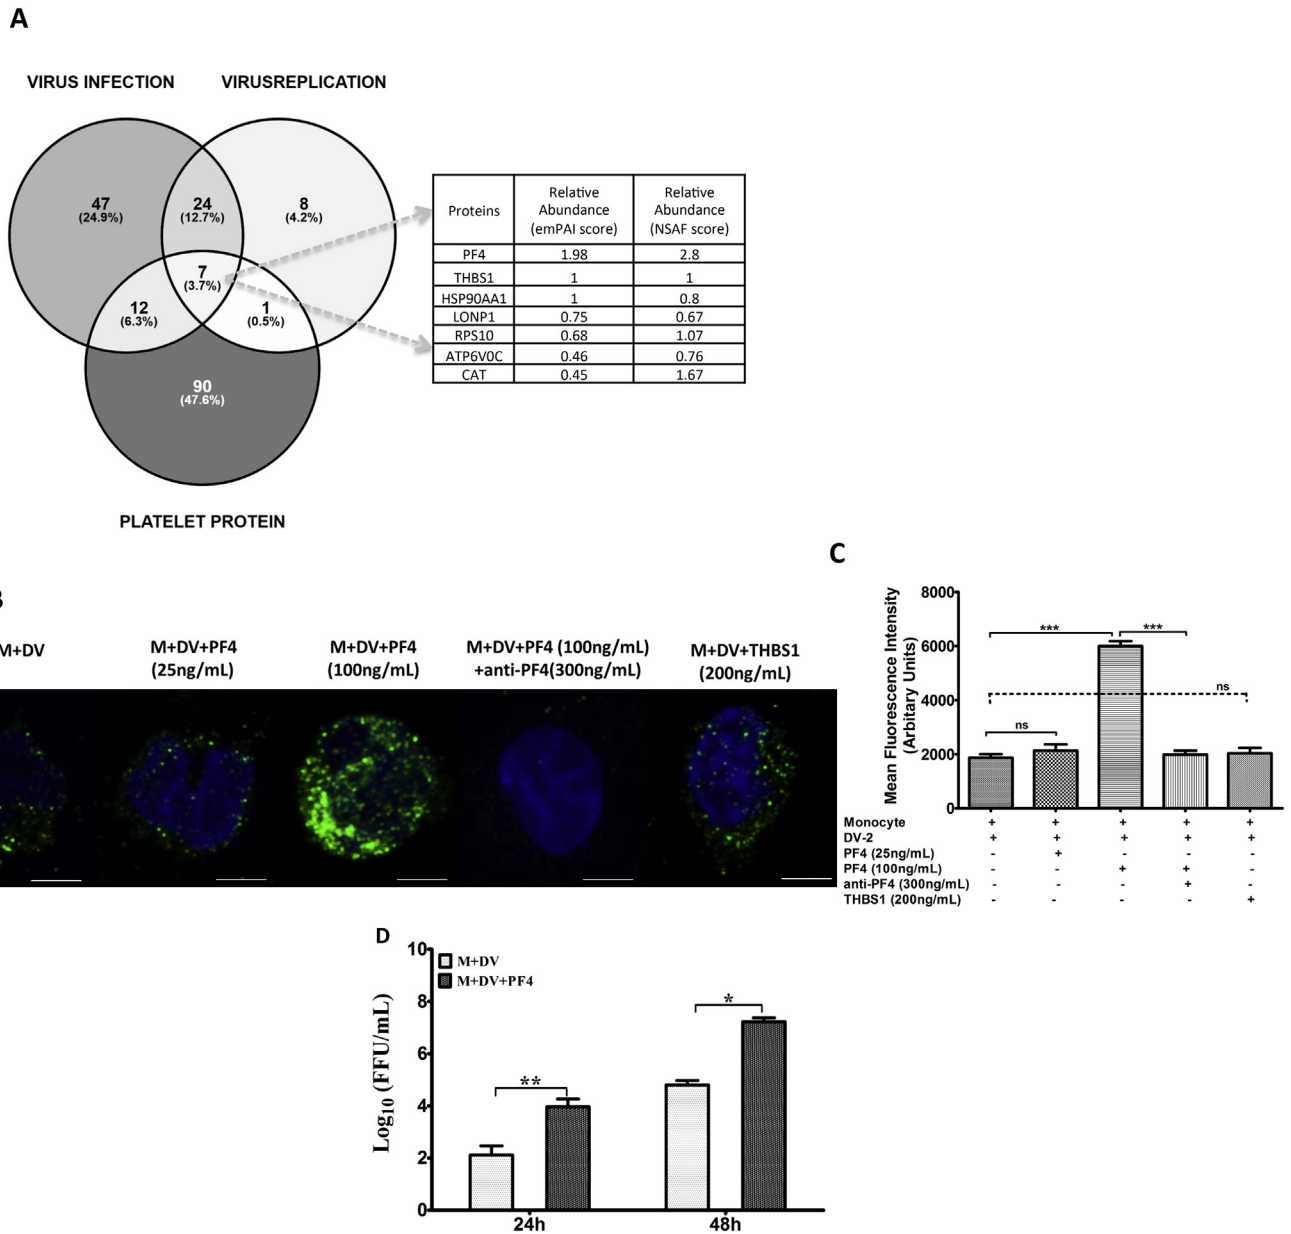 A
VIRUS INFECTION
VIRUSREPLICATION
47
(24.9%)
24
(12.7%)
8
(4.2%)
7
(3.7%)
12
(6.3%)
1
(0.5%)
90
(47.6%)
PLATELET PROTEIN
Proteins Relative Abundance (emPAI score) Relative Abundance (NSAF score)
PF4 1.98 2.8
THBS1 1 1
HSP90AA1 1 0.8
LONP1 0.75 0.67
RPS10 0.68 1.07
ATP6V0C 0.46 0.76
CAT 0.45 1.67
M+DV
M+DV+PF4
(25ng/mL)
M+DV+PF4
(100ng/mL)
M+DV+PF4 (100ng/mL)
+anti-PF4(300ng/mL)
M+DV+THBS1
(200ng/mL)
C
Mean Fluorescence Intensity
(Arbitary Units)
8000
6000
4000
2000
0
*** ***
ns
ns
Monocyte + + + + +
DV-2 + + + + +
PF4 (25ng/mL) - + - - -
PF4 (100ng/mL) - - + + -
anti-PF4 (300ng/mL) - - - + -
THBS1 (200ng/mL) - - - - +
D
Log10 (FFU/mL)
10
8
6
4
2
0
M+DV
M+DV+PF4
**
*
24h 48h